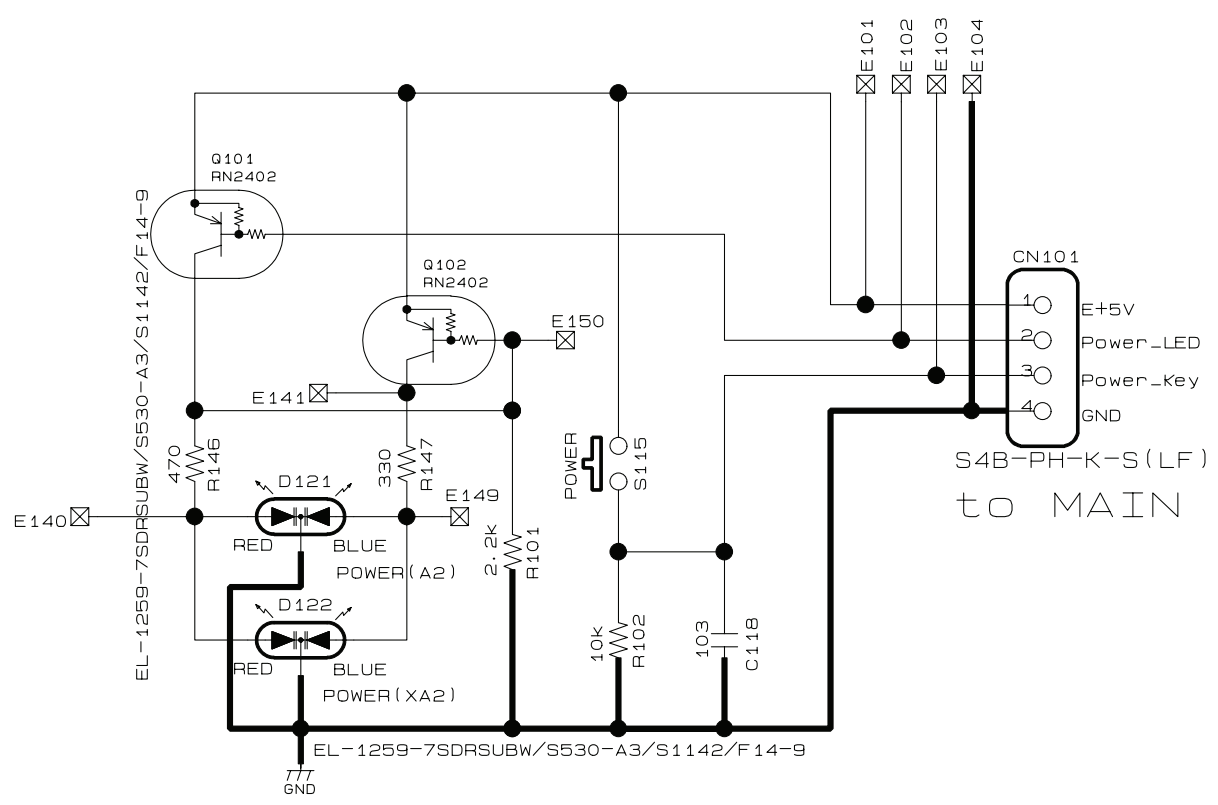 E101
E102
E103
E104
Q101
RN2402
EL-1259-7SDRSUBW/S530-A3/S1142/F14-9
Q102
RN2402
CN101
1
E+5V
E150
2
Power_LED
3
Power_Key
E141
4
GND
470
R146
330
R147
POWER
S115
S4B-PH-K-S(LF)
to MAIN
D121
E140
E149
RED
BLUE
2.2k
R101
POWER(A2)
D122
10k
R102
103
C118
RED
BLUE
POWER(XA2)
EL-1259-7SDRSUBW/S530-A3/S1142/F14-9
GND